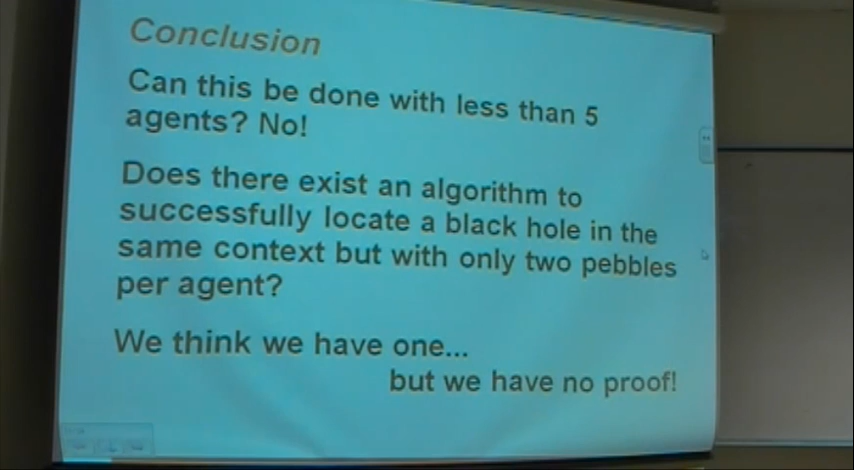 Conclusion
Can this be done with less than 5
agents? No!
Does there exist an algorithm to
successfully locate a black hole in the
same context but with only two pebbles
per agent?
We think we have one...
but we have no proof!